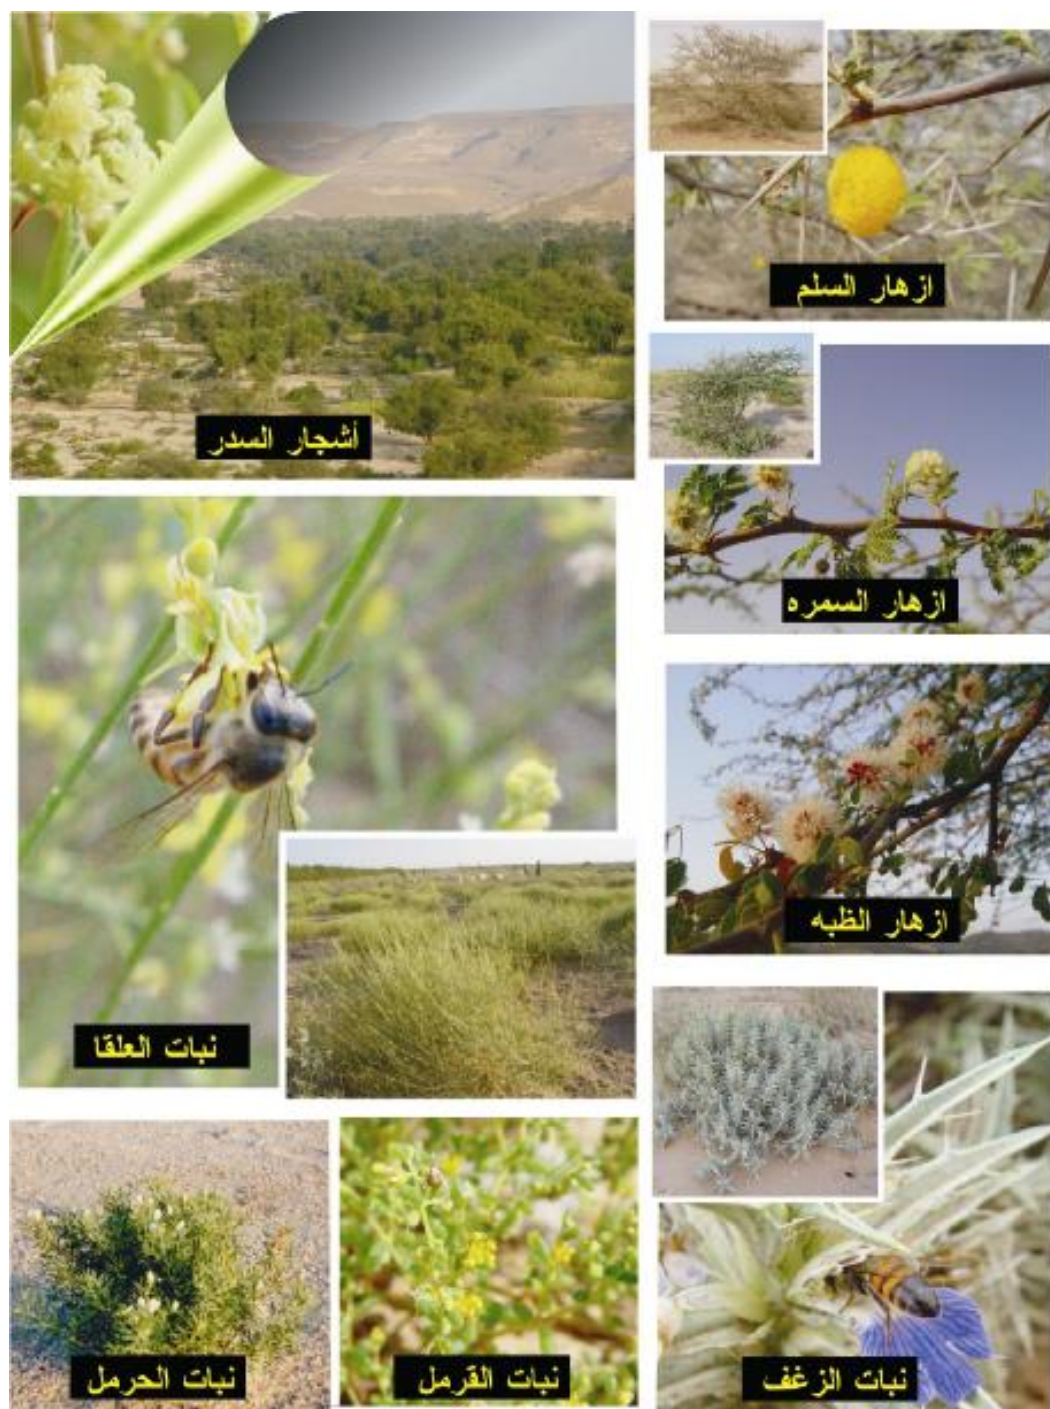 أشجار السدر
ازهار السلم
ازهار السمره
ازهار الظبه
نبات العلقا
نبات الحرمل
نبات القرمل
نبات الزغف